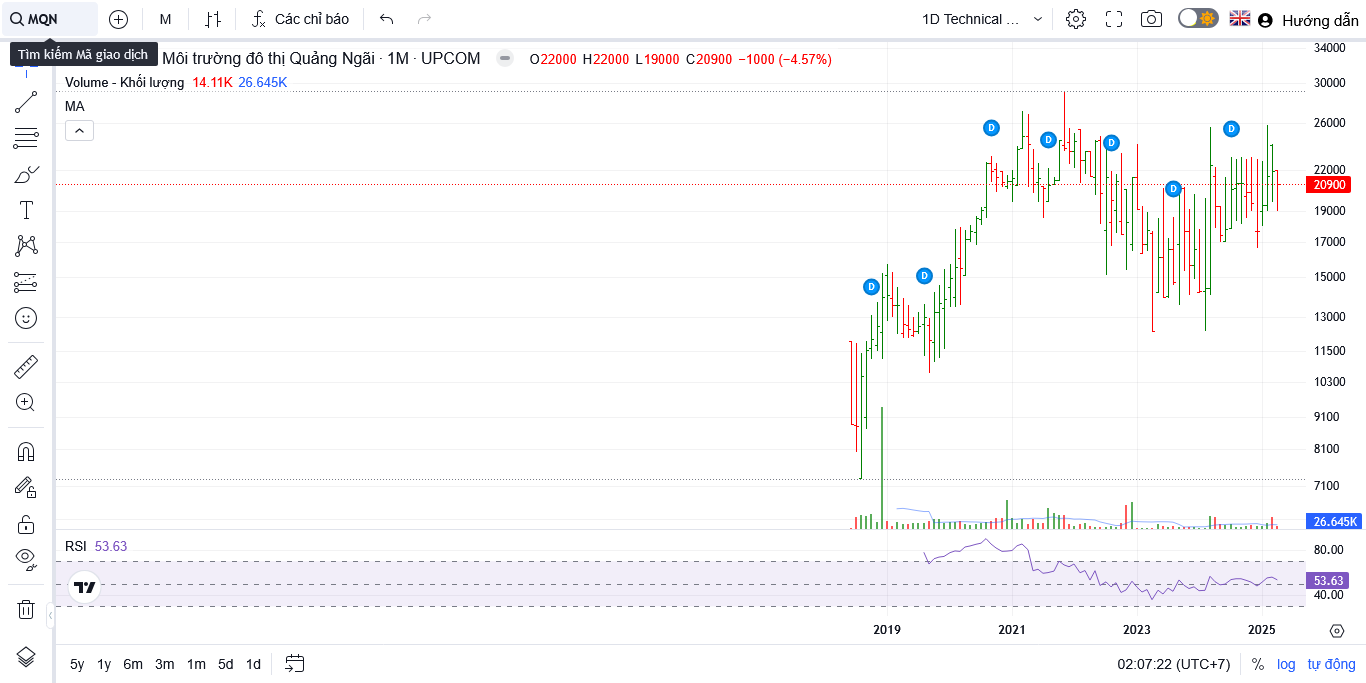 MQN M Các chỉ báo 1D Technical ... Hướng dẫn
Tìm kiếm Mã giao dịch
Môi trường đô thị Quảng Ngãi · 1M · UPCOM O22000 H22000 L19000 C20900 −1000 (−4.57%)
Volume - Khối lượng 14.11K 26.645K
MA
34000
30000
26000
22000
20900
19000
17000
15000
13000
11500
10300
9100
8100
7100
26.645K
D
D
D
D
D
D
D
RSI 53.63
80.00
53.63
40.00
2019 2021 2023 2025
5y 1y 6m 3m 1m 5d 1d 02:07:22 (UTC+7) % log tự động